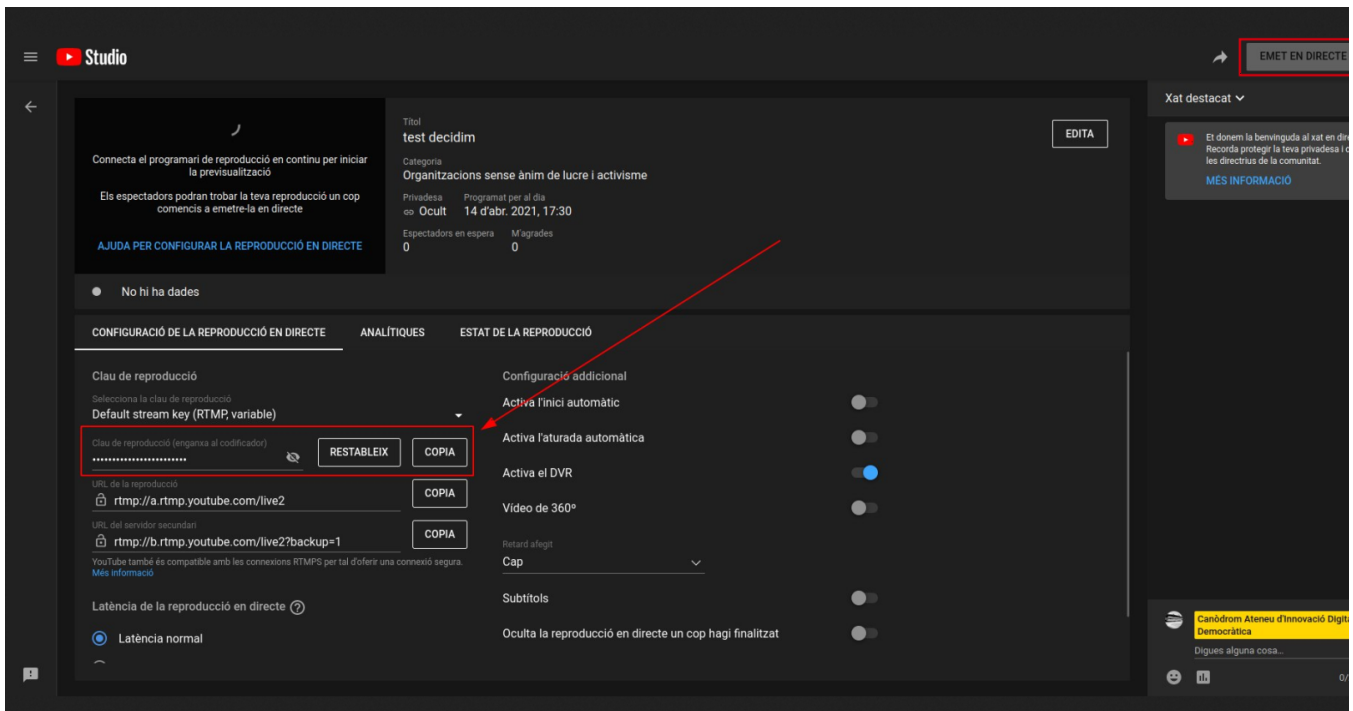 Studio
EMET EN DIRECTE
Connecta el programari de reproducció en continu per iniciar
la previsualització
Els espectadors podran trobar la teva reproducció un cop
comencis a emetre-la en directe
AJUDA PER CONFIGURAR LA REPRODUCCIÓ EN DIRECTE
Títol
test decidim
EDITA
Categoria
Organitzacions sense ànim de lucre i activisme
Privadesa Programat per al dia
Ocult 14 d'abr. 2021, 17:30
Espectadors en espera M'agrades
0 0
No hi ha dades
CONFIGURACIÓ DE LA REPRODUCCIÓ EN DIRECTE ANALÍTIQUES ESTAT DE LA REPRODUCCIÓ
Clau de reproducció
Selecciona la clau de reproducció
Default stream key (RTMP, variable)
Clau de reproducció (enganxa al codificador)
•••••••••••••••••••••••• RESTABLEIX COPIA
URL de la reproducció
rtmp://a.rtmp.youtube.com/live2 COPIA
URL del servidor secundari
rtmp://b.rtmp.youtube.com/live2?backup=1 COPIA
YouTube també és compatible amb les connexions RTMPS per tal d'oferir una connexió segura.
Més informació
Latència de la reproducció en directe ?
Latència normal
Configuració addicional
Activa l'inici automàtic
Activa l'aturada automàtica
Activa el DVR
Vídeo de 360º
Retard afegit
Cap
Subtítols
Oculta la reproducció en directe un cop hagi finalitzat
Xat destacat
Et donem la benvinguda al xat en dire
Recorda protegir la teva privadesa i
les directrius de la comunitat.
MÉS INFORMACIÓ
Canòdrom Ateneu d'Innovació Digita
Democràtica
Digues alguna cosa...
0/